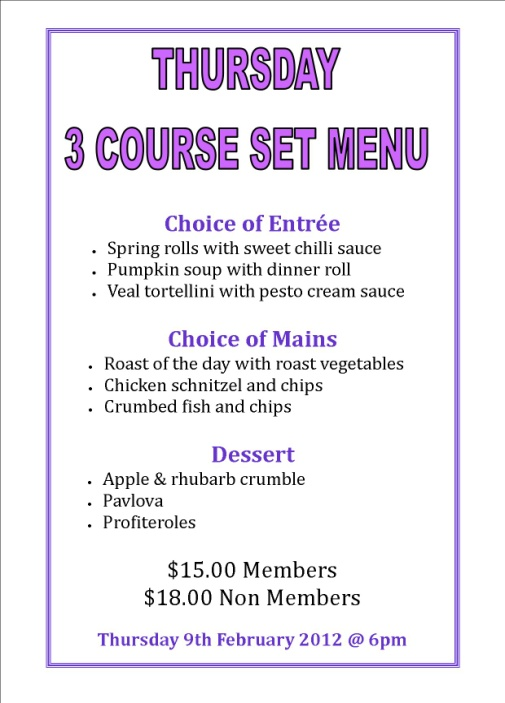 THURSDAY
3 COURSE SET MENU
Choice of Entrée
• Spring rolls with sweet chilli sauce
• Pumpkin soup with dinner roll
• Veal tortellini with pesto cream sauce
Choice of Mains
• Roast of the day with roast vegetables
• Chicken schnitzel and chips
• Crumbed fish and chips
Dessert
• Apple & rhubarb crumble
• Pavlova
• Profiteroles
$15.00 Members
$18.00 Non Members
Thursday 9th February 2012 @ 6pm